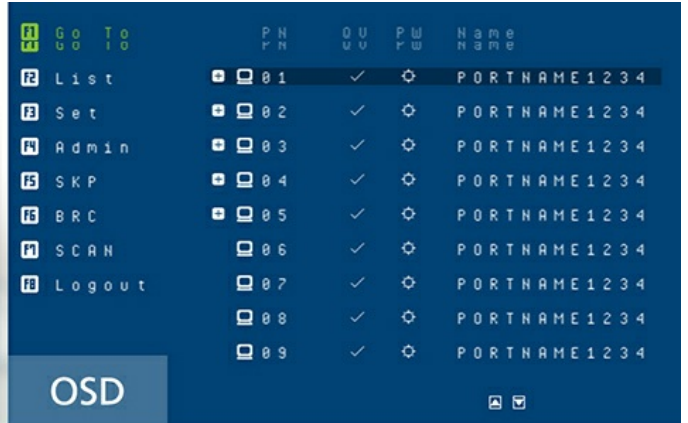 F1 Go To PN QV PW Name
F2 List 01 PORTNAME1234
F3 Set 02 PORTNAME1234
F4 Admin 03 PORTNAME1234
F5 SKP 04 PORTNAME1234
F6 BRC 05 PORTNAME1234
F7 SCAN 06 PORTNAME1234
F8 Logout 07 PORTNAME1234
08 PORTNAME1234
09 PORTNAME1234
OSD